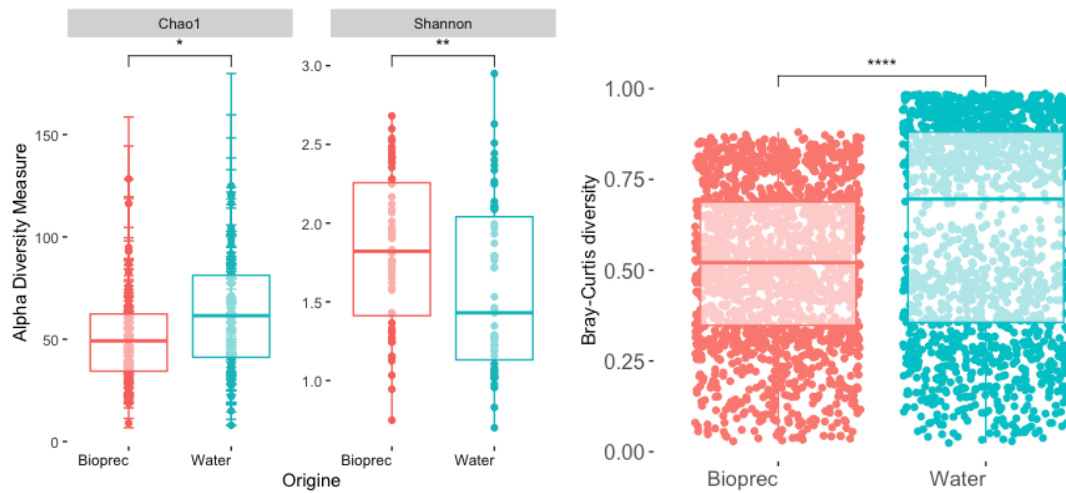 Chao1
Shannon
*
**
****
Alpha Diversity Measure
150
100
50
0
3.0
2.5
2.0
1.5
1.0
Bioprec
Water
Bioprec
Water
Origine
Bray-Curtis diversity
1.00
0.75
0.50
0.25
0.00
Bioprec
Water